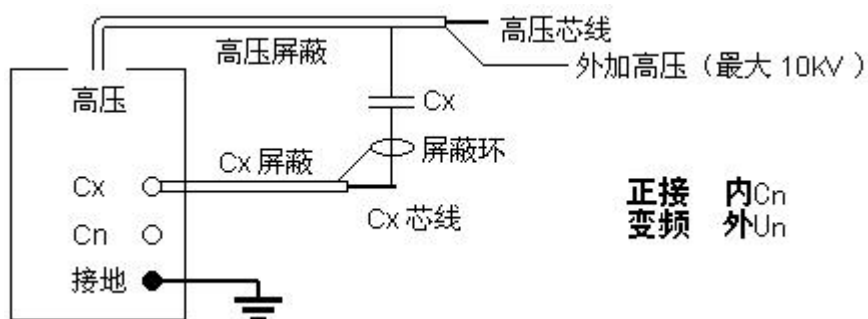 高压芯线
高压屏蔽
外加高压（最大 10KV ）
高压
Cx
屏蔽环
Cx 屏蔽
Cx
Cx 芯线
正接 内Cn
变频 外Un
Cn
接地